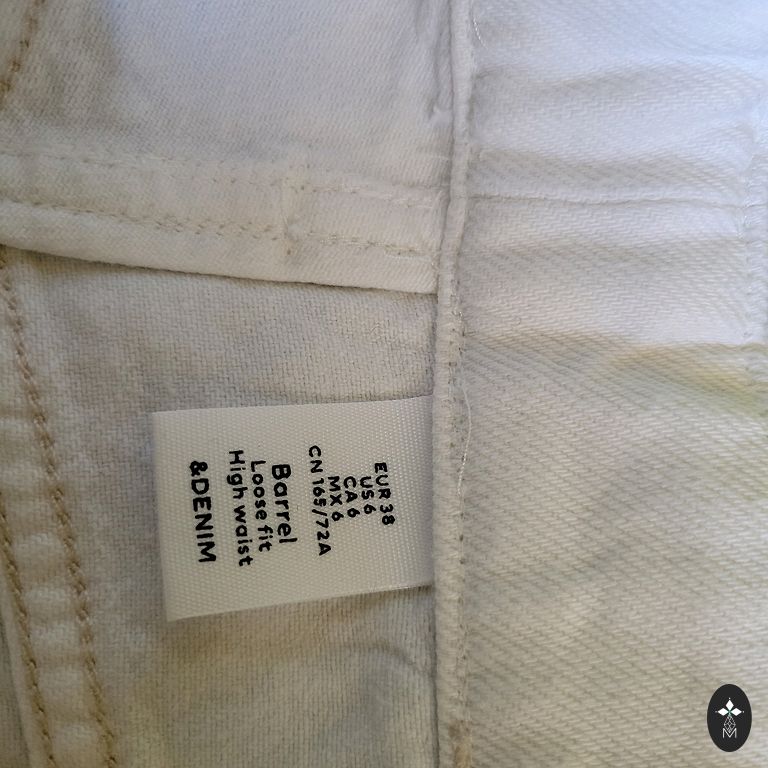 EUR 38
US 6
CA 6
MX 6
CN 165/72A
Barrel
Loose fit
High waist
&DENIM
M